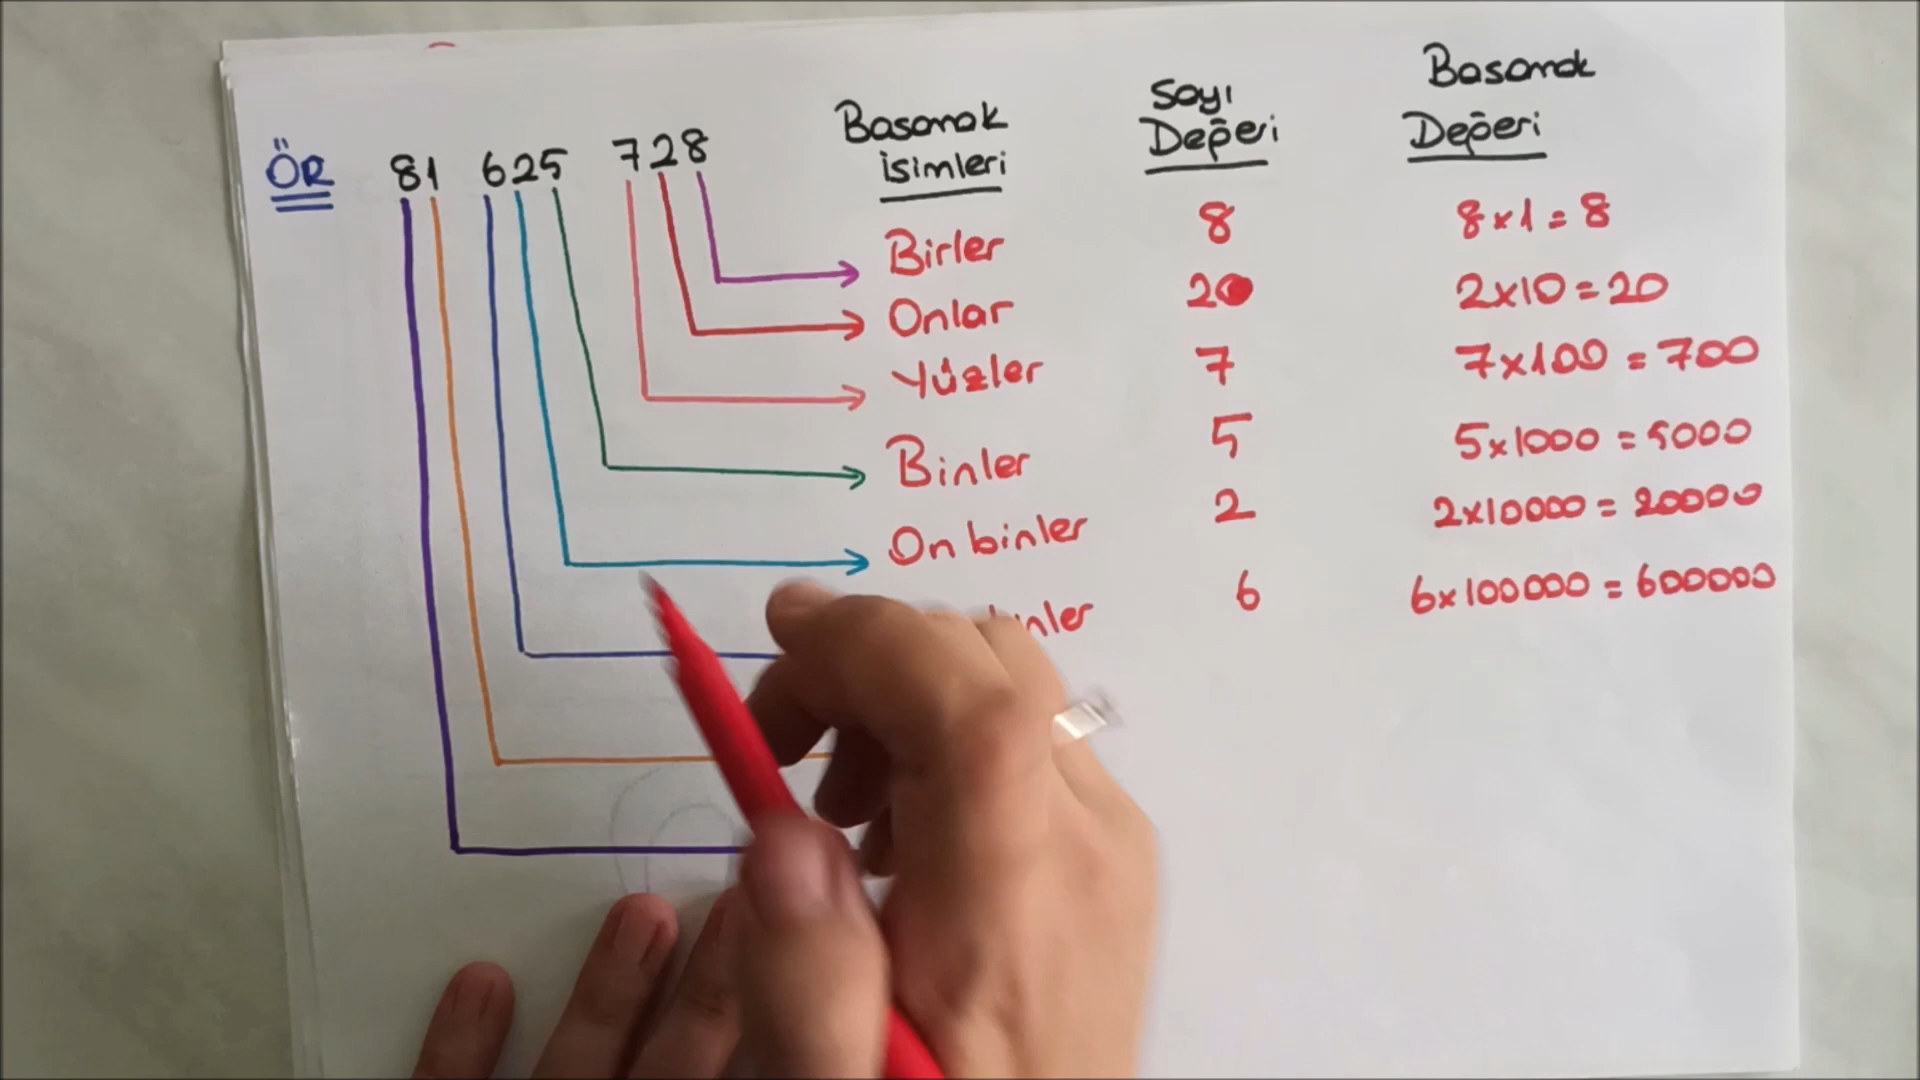 ÖR 81 625 728
Basamak
isimleri
Sayı
Değeri
Basamak
Değeri
Birler 8 8x1=8
Onlar 20 2x10=20
Yüzler 7 7x100=700
Binler 5 5x1000=5000
On binler 2 2x10000=20000
6 6x100000=600000